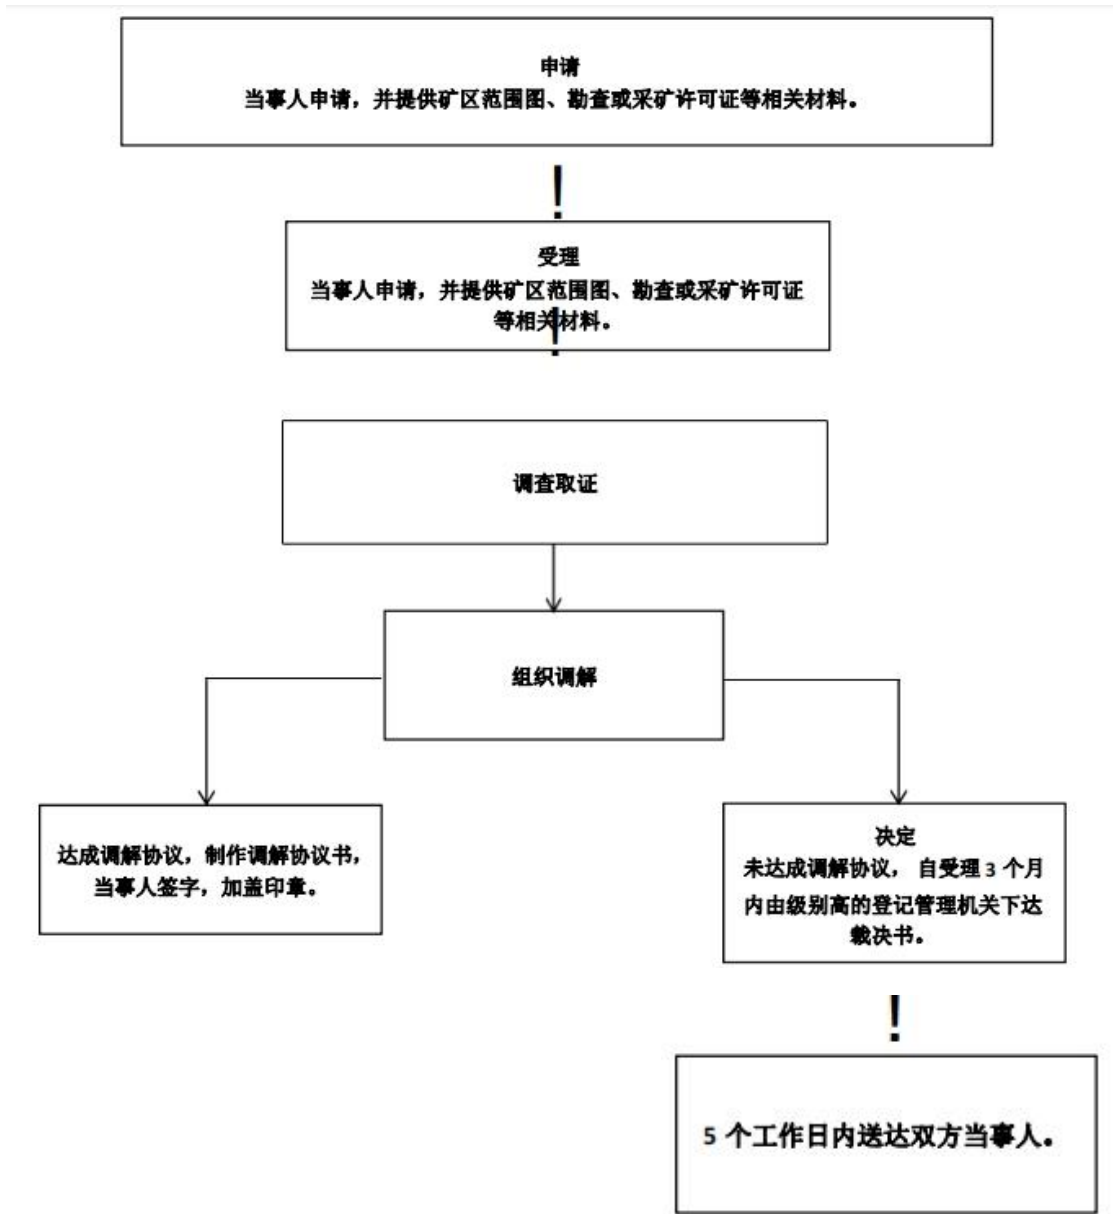 申请
当事人申请，并提供矿区范围图、勘查或采矿许可证等相关材料。
!
受理
当事人申请，并提供矿区范围图、勘查或采矿许可证
等相关材料。
!
调查取证
组织调解
达成调解协议，制作调解协议书，
当事人签字，加盖印章。
决定
未达成调解协议， 自受理 3 个月
内由级别高的登记管理机关下达
裁决书。
!
5 个工作日内送达双方当事人。